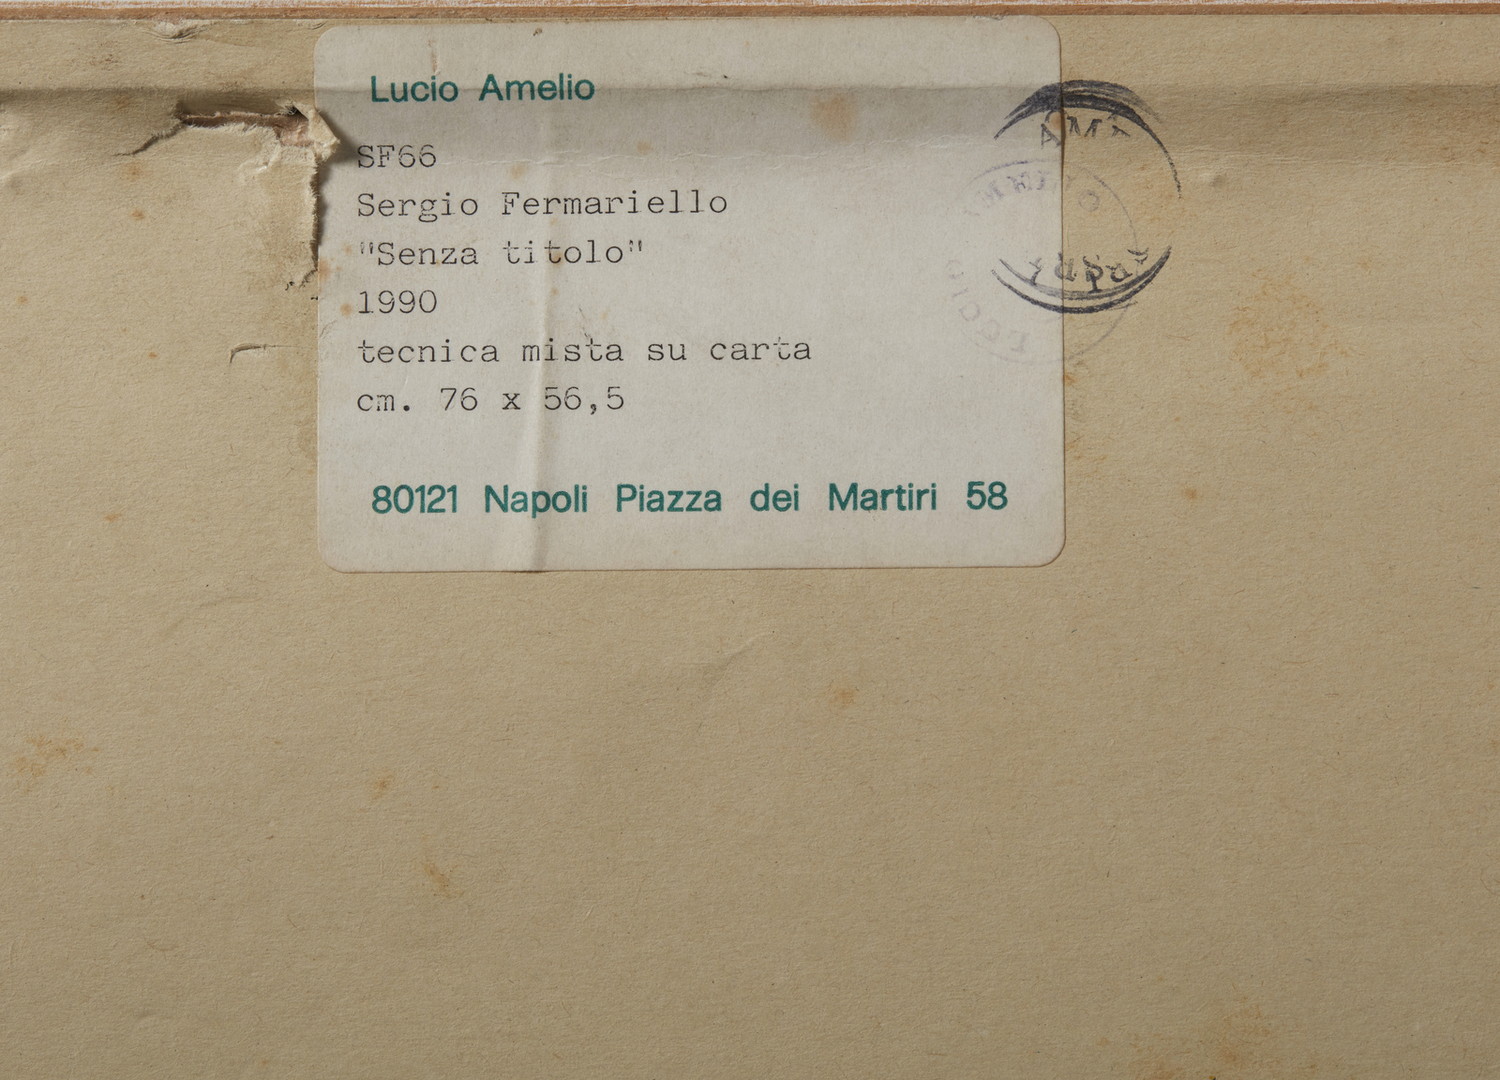 Lucio Amelio
SF66
Sergio Fermariello
"Senza titolo"
1990
tecnica mista su carta
cm. 76 x 56,5
80121 Napoli Piazza dei Martiri 58